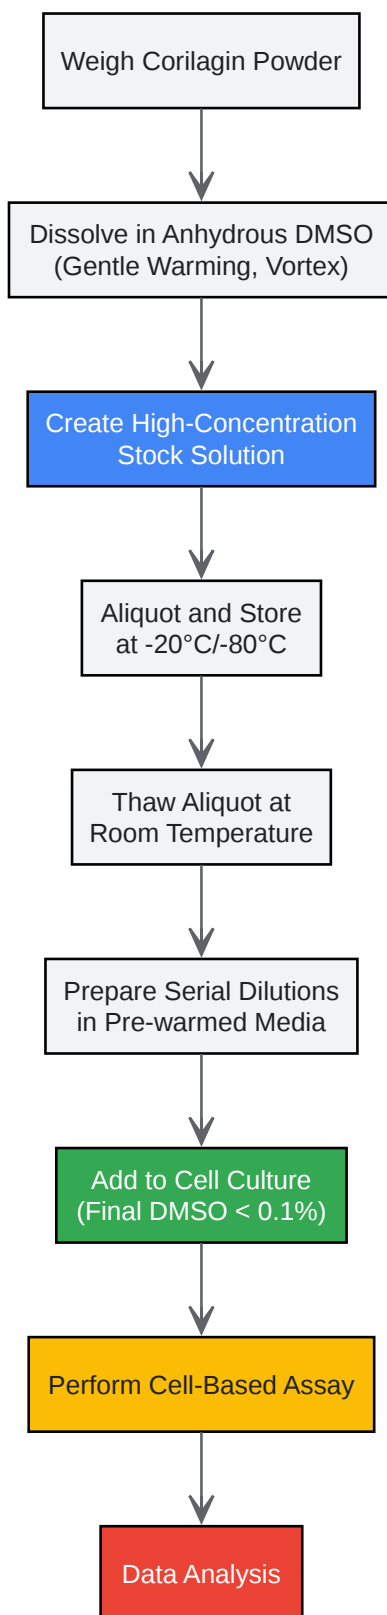 Weigh Corilagin Powder
Dissolve in Anhydrous DMSO
(Gentle Warming, Vortex)
Create High-Concentration
Stock Solution
Aliquot and Store
at -20°C/-80°C
Thaw Aliquot at
Room Temperature
Prepare Serial Dilutions
in Pre-warmed Media
Add to Cell Culture
(Final DMSO < 0.1%)
Perform Cell-Based Assay
Data Analysis